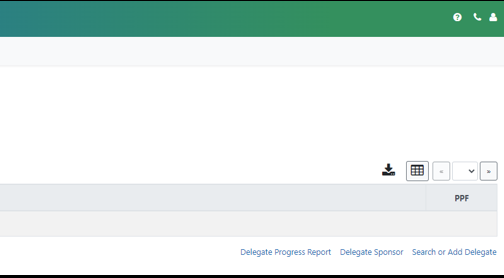 PPF
Delegate Progress Report Delegate Sponsor Search or Add Delegate